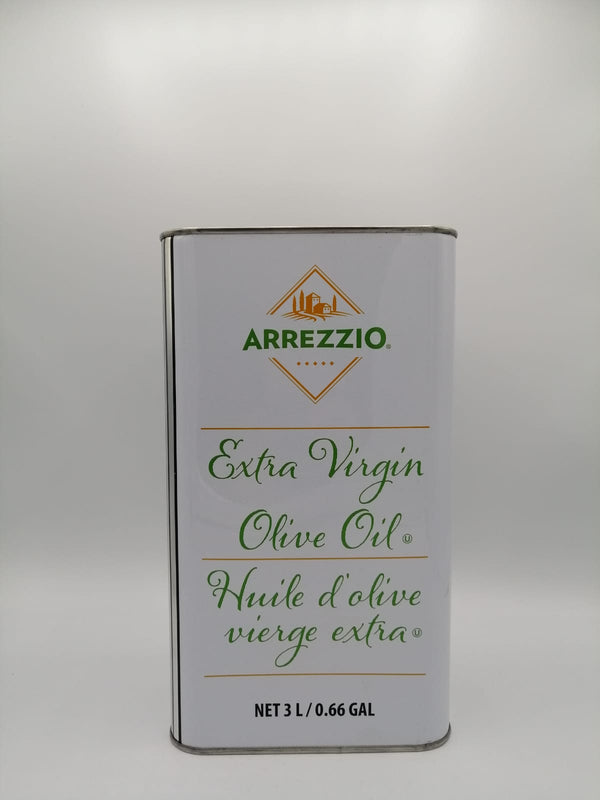 ARREZZIO®
Extra Virgin
Olive Oil Ⓤ
Huile d'olive
vierge extra Ⓤ
NET 3 L / 0.66 GAL